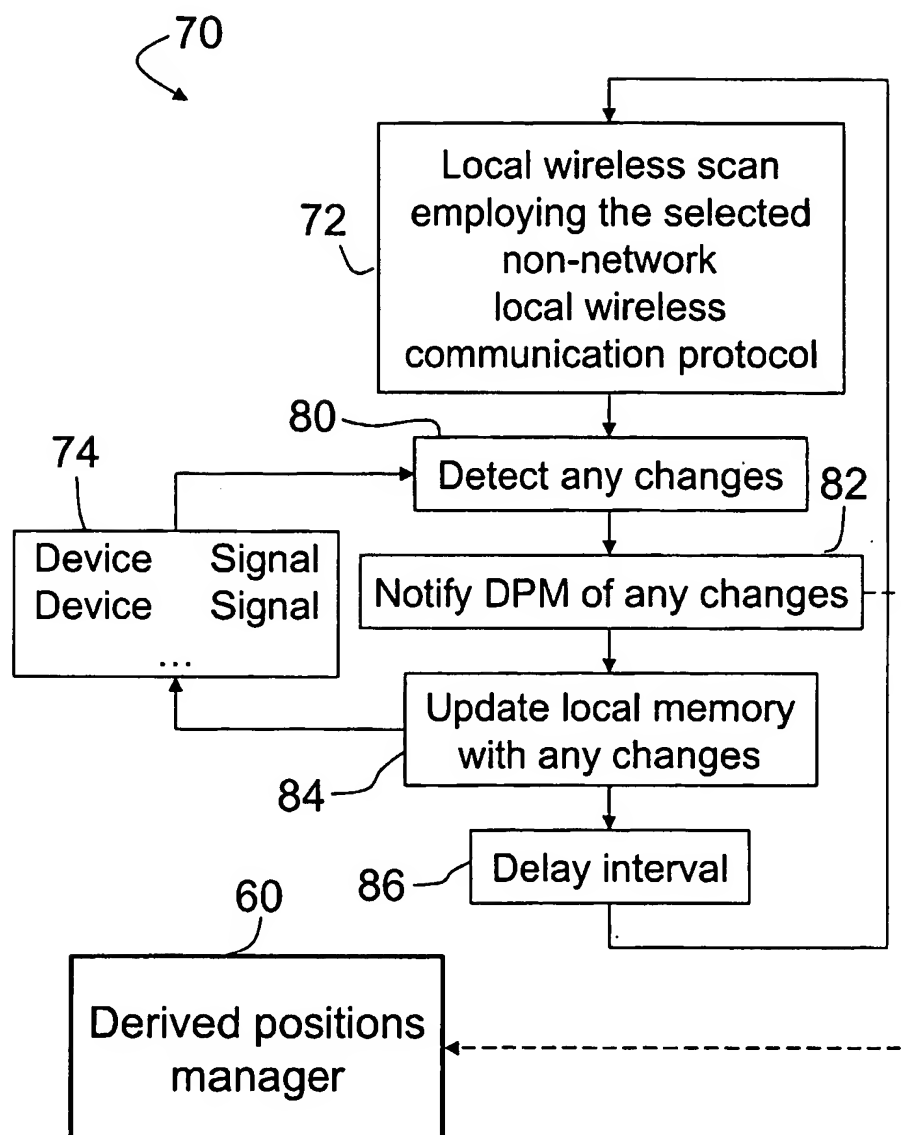 70
Local wireless scan
employing the selected
non-network
local wireless
communication protocol
72
80
Detect any changes
74
Device Signal
Device Signal
...
82
Notify DPM of any changes
Update local memory
with any changes
84
Delay interval
86
60
Derived positions
manager